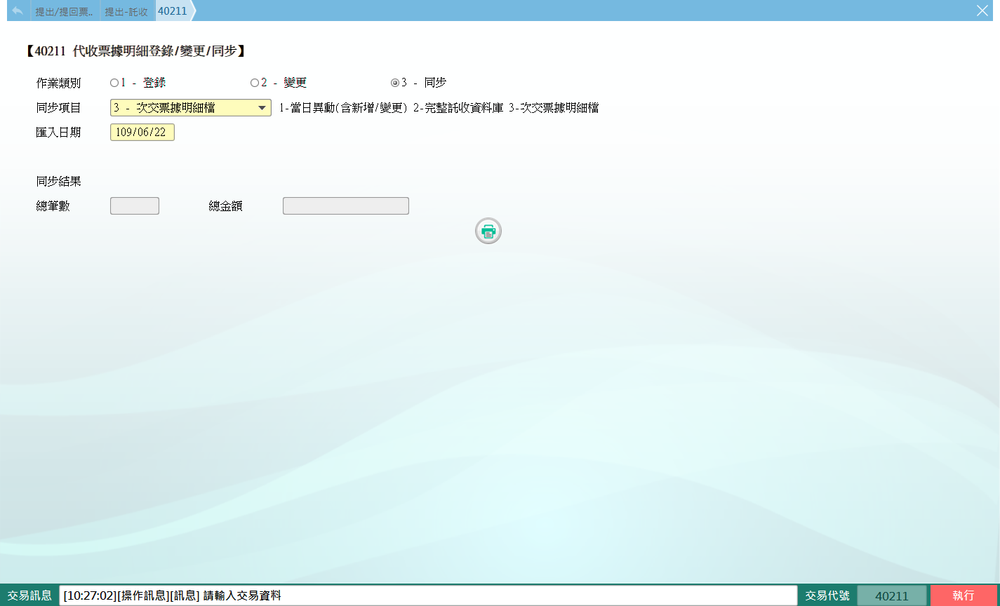 提出/提回票.. 提出-託收 40211
【40211 代收票據明細登錄/變更/同步】
作業類別 1 - 登錄 2 - 變更 3 - 同步
同步項目 3 - 次交票據明細檔 1-當日異動(含新增/變更) 2-完整託收資料庫 3-次交票據明細檔
匯入日期 109/06/22
同步結果
總筆數 總金額
交易訊息 [10:27:02][操作訊息][訊息] 請輸入交易資料 交易代號 40211 執行